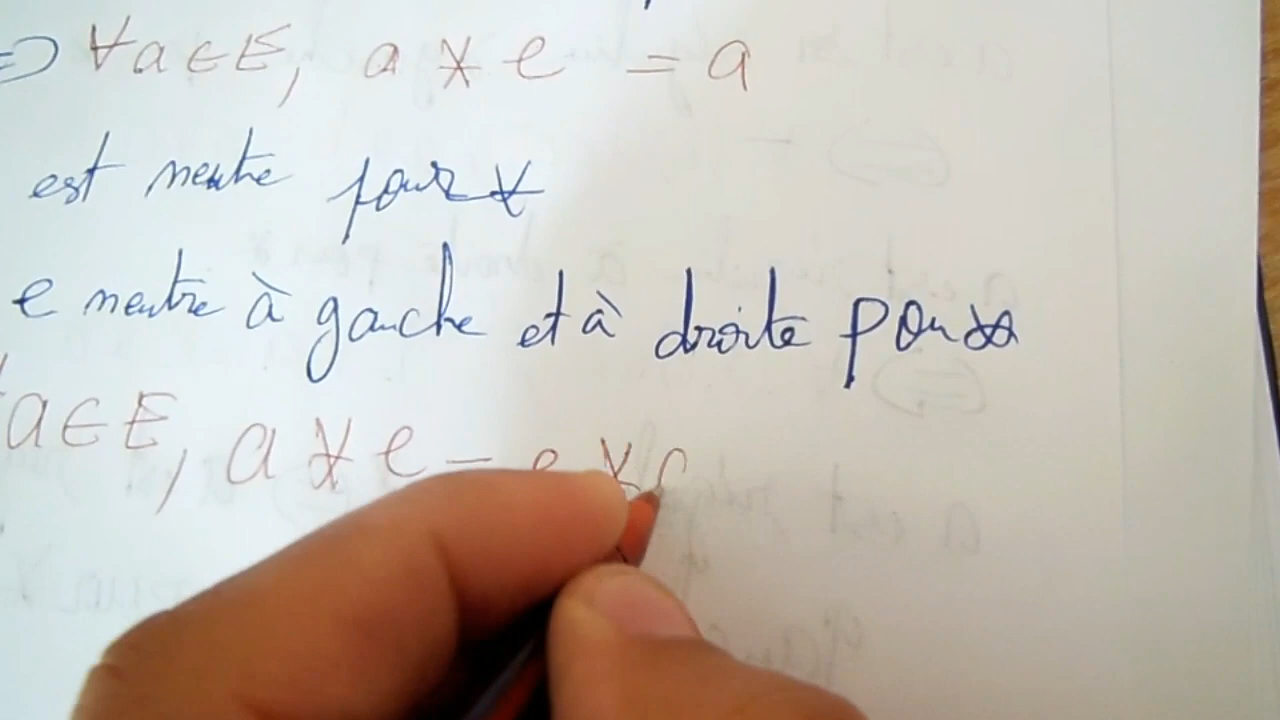 ⇒ ∀a∈E, a * e = a
est neutre pour *
e neutre à gauche et à droite pour *
∀a∈E, a * e = e * a